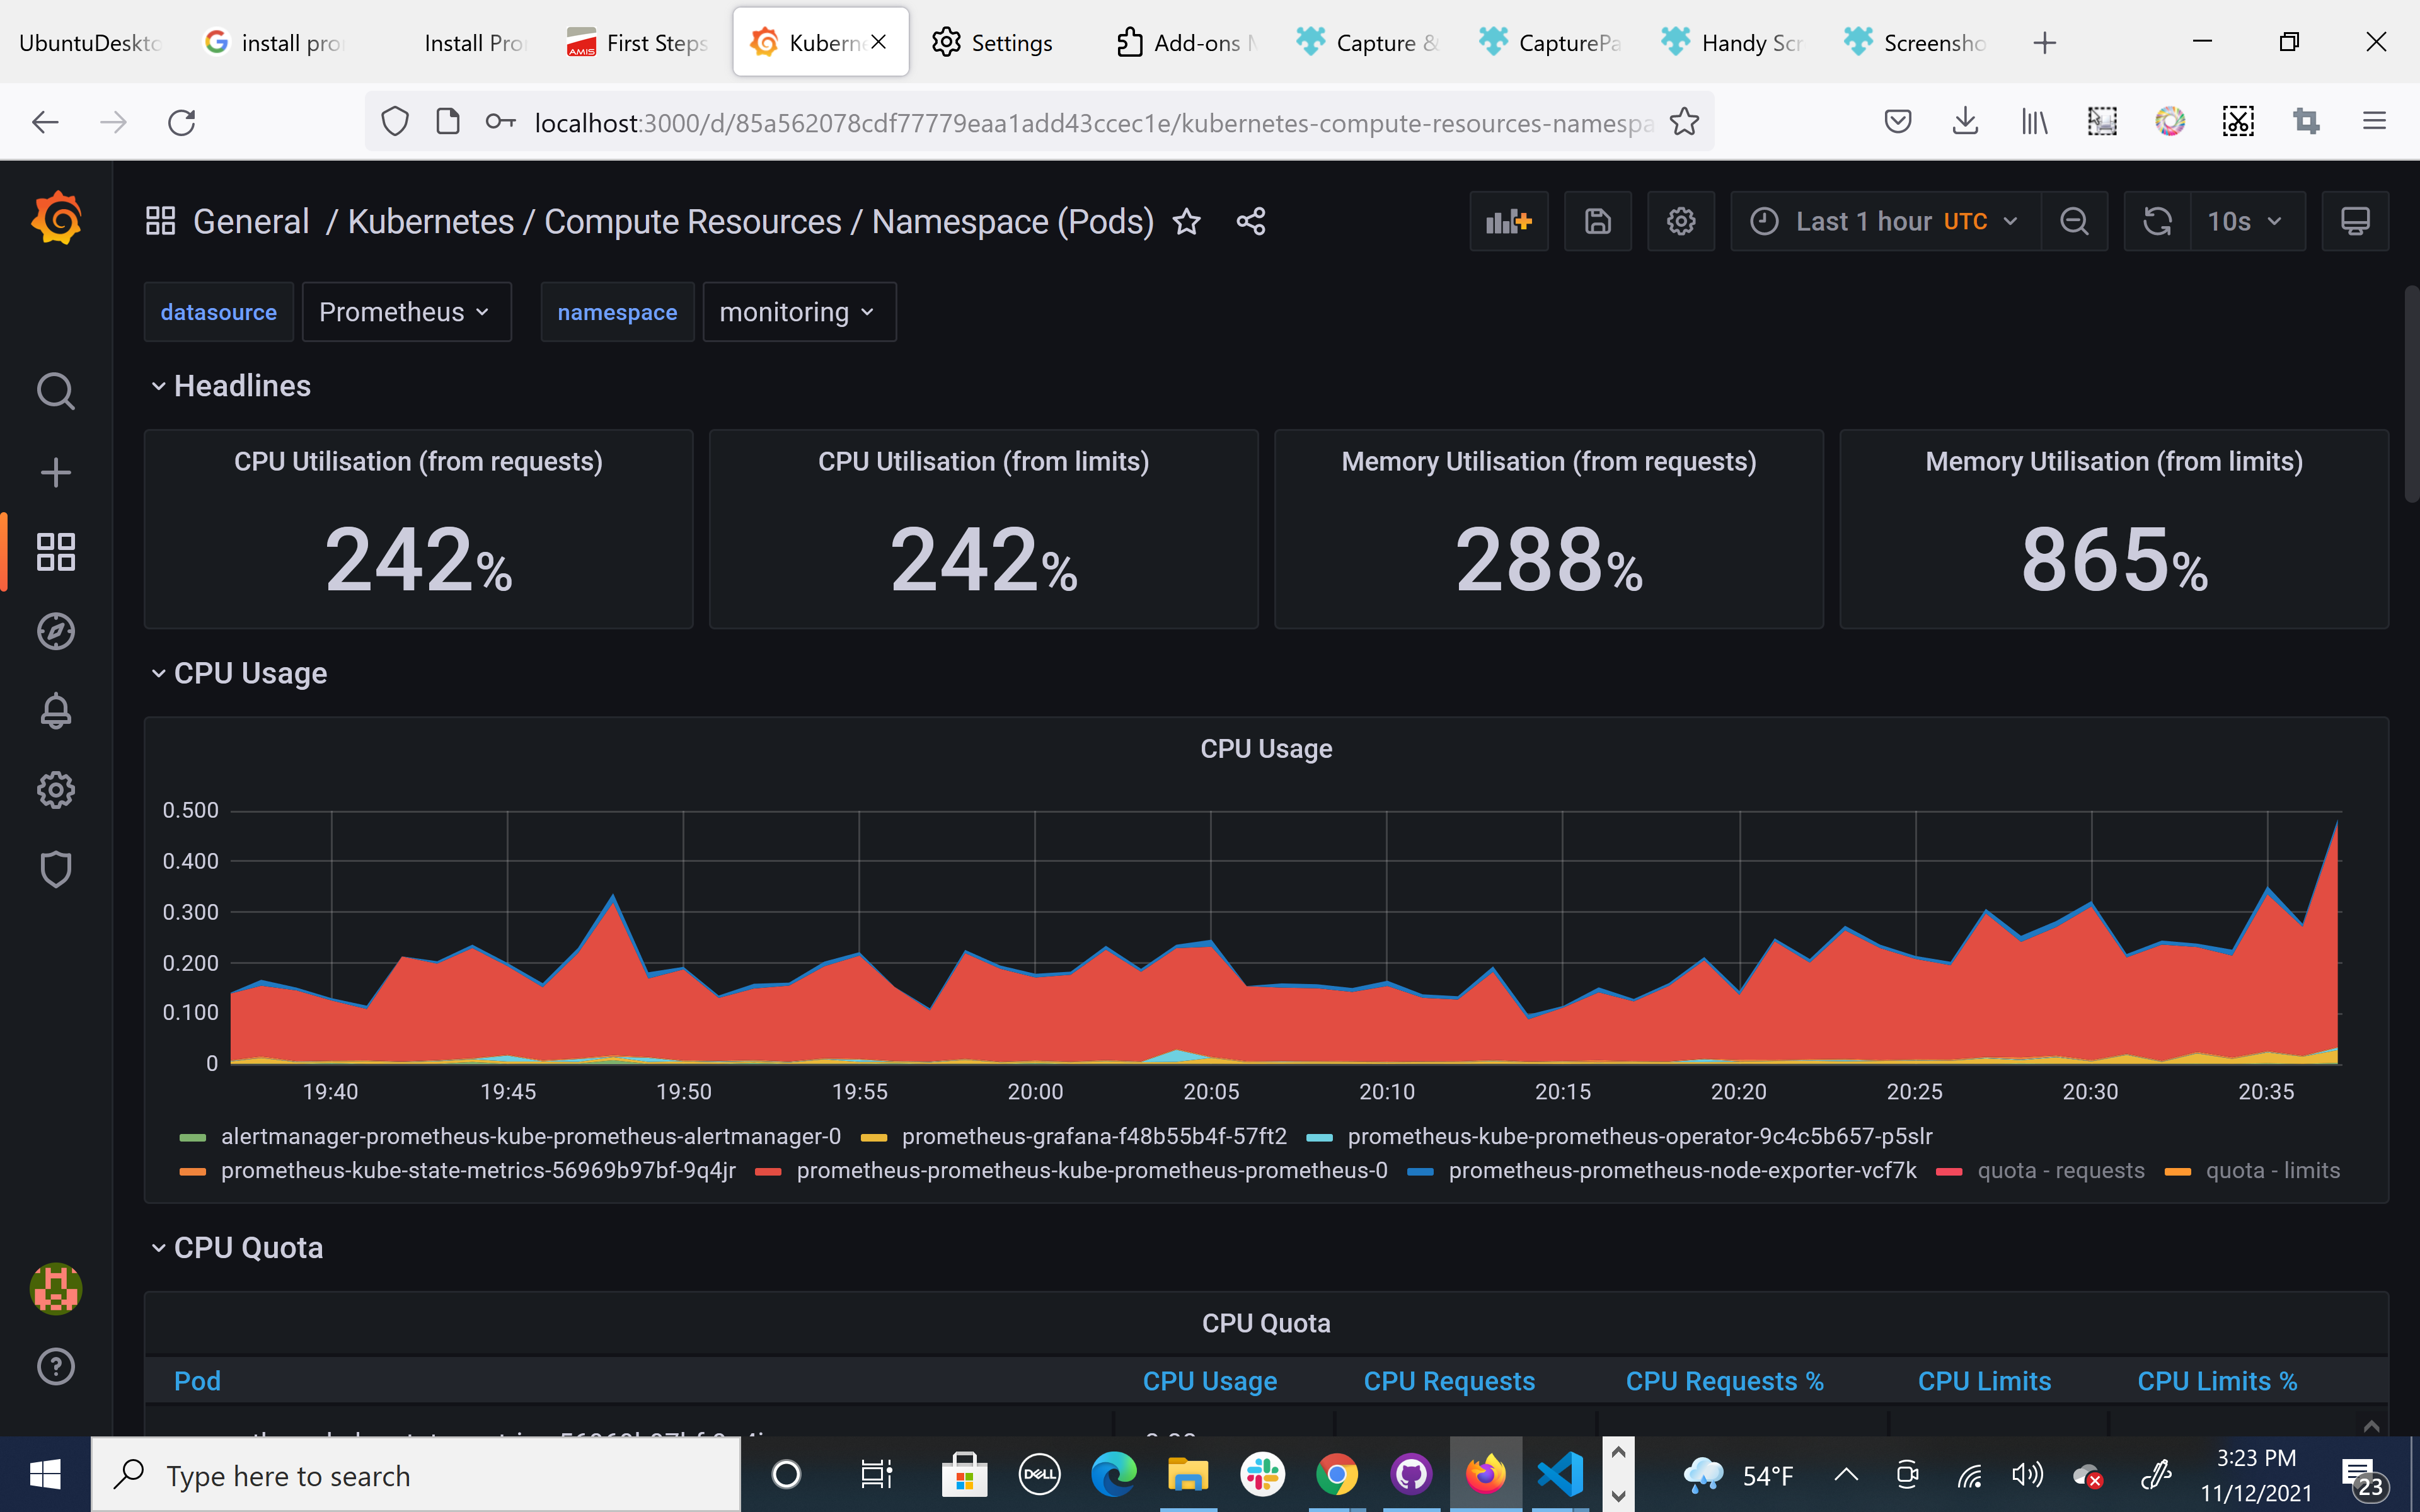 UbuntuDeskto
install pro
Install Pro
First Steps
Kuberne
Settings
Add-ons M
Capture &
CapturePa
Handy Scr
Screensho
localhost:3000/d/85a562078cdf77779eaa1add43ccec1e/kubernetes-compute-resources-namespa
General / Kubernetes / Compute Resources / Namespace (Pods)
Last 1 hour UTC
10s
datasource Prometheus namespace monitoring
Headlines
CPU Utilisation (from requests)
242%
CPU Utilisation (from limits)
242%
Memory Utilisation (from requests)
288%
Memory Utilisation (from limits)
865%
CPU Usage
CPU Usage
0.500
0.400
0.300
0.200
0.100
0
19:40 19:45 19:50 19:55 20:00 20:05 20:10 20:15 20:20 20:25 20:30 20:35
alertmanager-prometheus-kube-prometheus-alertmanager-0 prometheus-grafana-f48b55b4f-57ft2 prometheus-kube-prometheus-operator-9c4c5b657-p5slr
prometheus-kube-state-metrics-56969b97bf-9q4jr prometheus-prometheus-kube-prometheus-prometheus-0 prometheus-prometheus-node-exporter-vcf7k quota - requests quota - limits
CPU Quota
CPU Quota
Pod CPU Usage CPU Requests CPU Requests % CPU Limits CPU Limits %
Type here to search
DELL
54°F
3:23 PM
11/12/2021
23